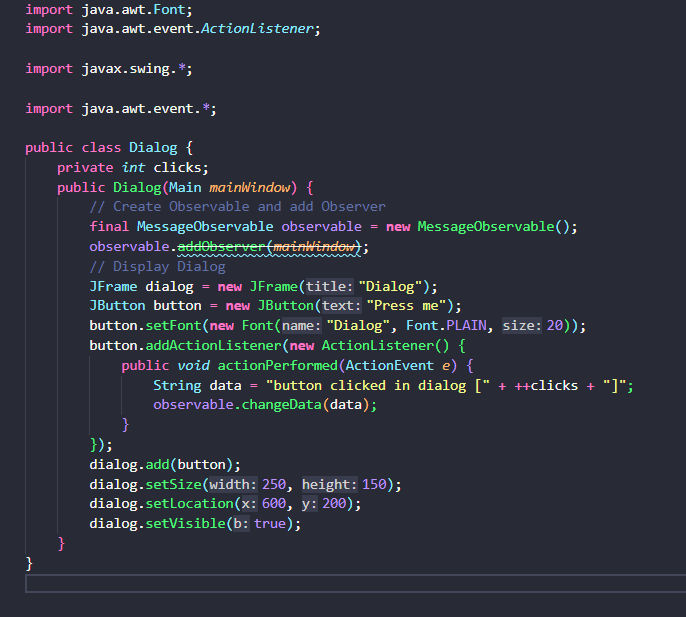 import java.awt.Font;
import java.awt.event.ActionListener;
import javax.swing.*;
import java.awt.event.*;
public class Dialog {
private int clicks;
public Dialog(Main mainWindow) {
// Create Observable and add Observer
final MessageObservable observable = new MessageObservable();
observable.addObserver(mainWindow);
// Display Dialog
JFrame dialog = new JFrame(title: "Dialog");
JButton button = new JButton(text: "Press me");
button.setFont(new Font(name: "Dialog", Font.PLAIN, size: 20));
button.addActionListener(new ActionListener() {
public void actionPerformed(ActionEvent e) {
String data = "button clicked in dialog [" + ++clicks + "]";
observable.changeData(data);
}
});
dialog.add(button);
dialog.setSize(width: 250, height: 150);
dialog.setLocation(x: 600, y: 200);
dialog.setVisible(b: true);
}
}